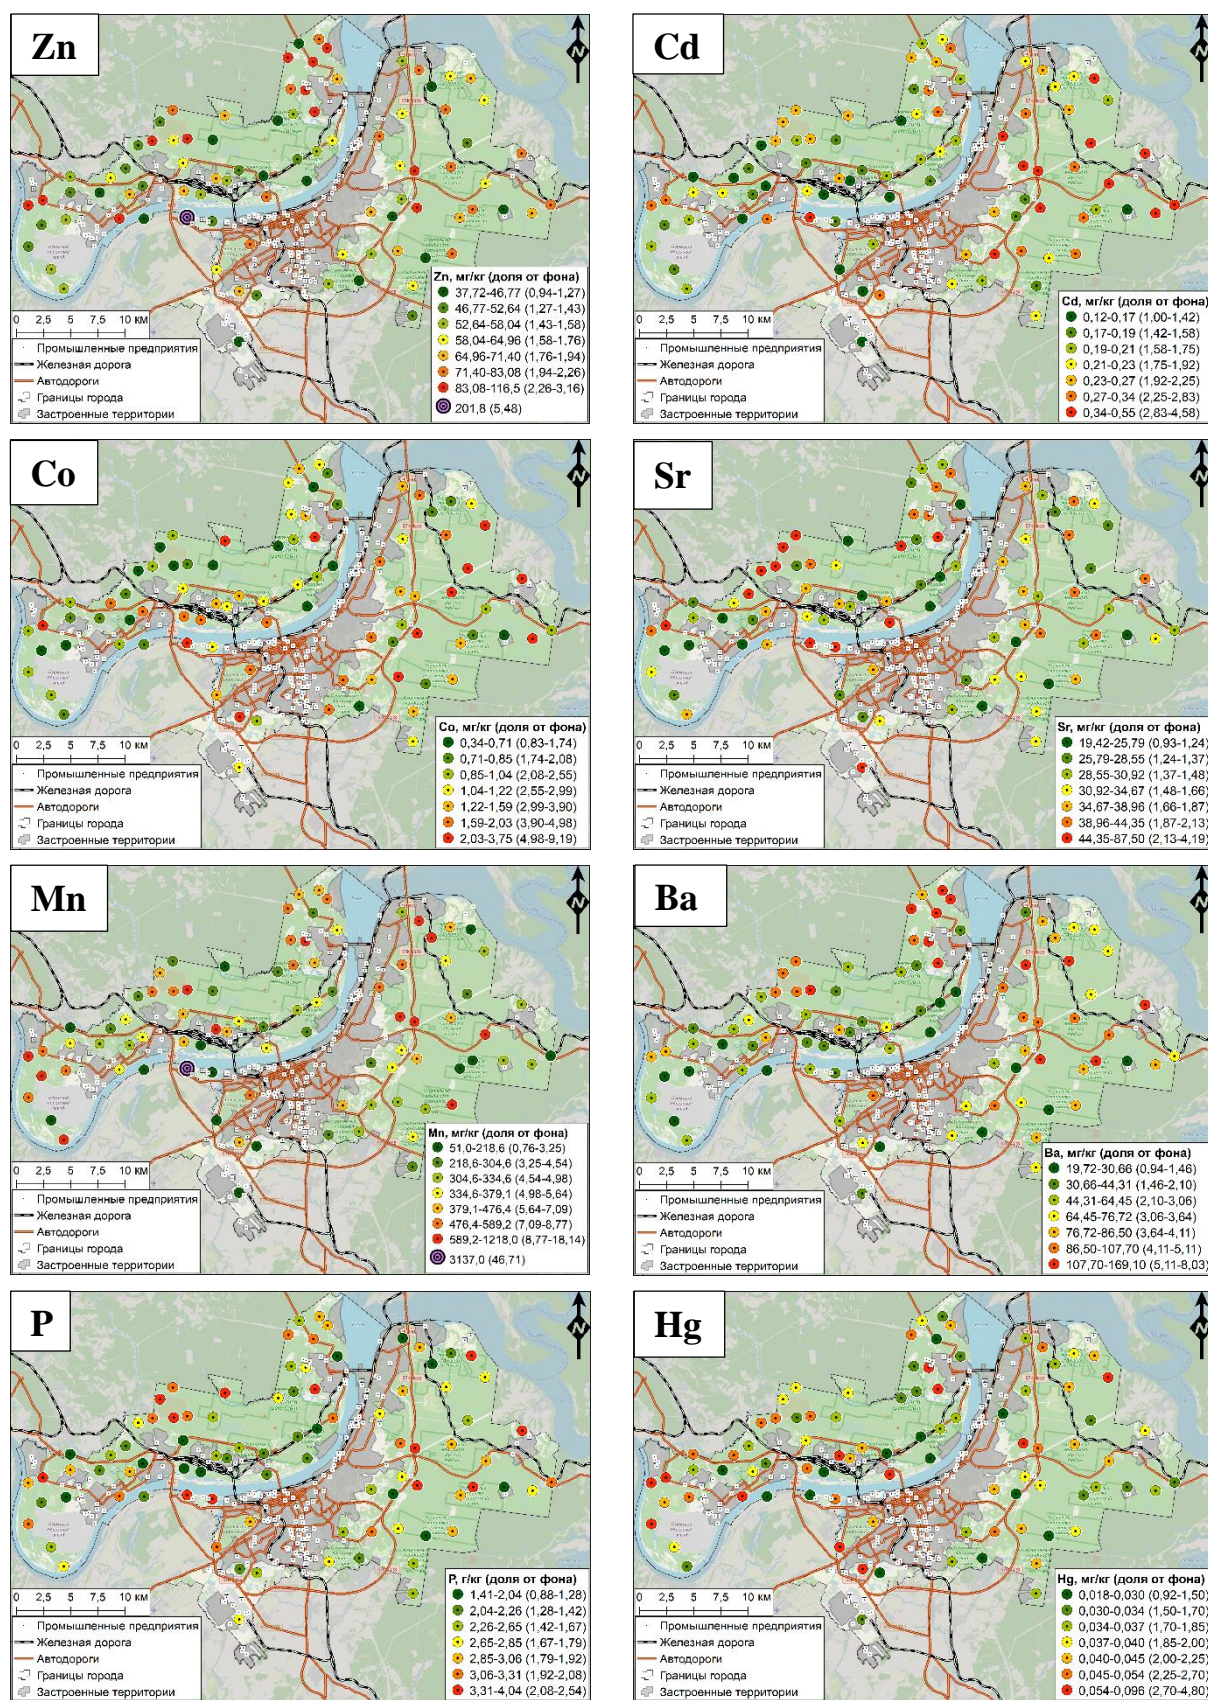 Zn
N
Zn, мг/кг (доля от фона)
37,72-46,77 (0,94-1,27)
46,77-52,64 (1,27-1,43)
52,64-58,04 (1,43-1,58)
58,04-64,96 (1,58-1,76)
64,96-71,40 (1,76-1,94)
71,40-83,08 (1,94-2,26)
83,08-116,5 (2,26-3,16)
201,8 (5,48)
0 2,5 5 10 км
Промышленные предприятия
Железная дорога
Автодороги
Границы города
Застроенные территории
Cd
N
Cd, мг/кг (доля от фона)
0,12-0,17 (1,00-1,42)
0,17-0,19 (1,42-1,58)
0,19-0,21 (1,58-1,75)
0,21-0,23 (1,75-1,92)
0,23-0,27 (1,92-2,25)
0,27-0,34 (2,25-2,83)
0,34-0,55 (2,83-4,58)
0 2,5 5 10 км
Промышленные предприятия
Железная дорога
Автодороги
Границы города
Застроенные территории
Co
N
Co, мг/кг (доля от фона)
0,34-0,71 (0,83-1,74)
0,71-0,85 (1,74-2,08)
0,85-1,04 (2,08-2,55)
1,04-1,22 (2,55-2,99)
1,22-1,59 (2,99-3,90)
1,59-2,03 (3,90-4,98)
2,03-3,75 (4,98-9,19)
0 2,5 5 10 км
Промышленные предприятия
Железная дорога
Автодороги
Границы города
Застроенные территории
Sr
N
Sr, мг/кг (доля от фона)
19,42-25,79 (0,93-1,24)
25,79-28,55 (1,24-1,37)
28,55-30,92 (1,37-1,48)
30,92-34,67 (1,48-1,66)
34,67-38,96 (1,66-1,87)
38,96-44,35 (1,87-2,13)
44,35-87,50 (2,13-4,19)
0 2,5 5 10 км
Промышленные предприятия
Железная дорога
Автодороги
Границы города
Застроенные территории
Mn
N
Mn, мг/кг (доля от фона)
51,0-218,6 (0,76-3,25)
218,6-304,6 (3,25-4,54)
304,6-334,6 (4,54-4,98)
334,6-379,1 (4,98-5,64)
379,1-476,4 (5,64-7,09)
476,4-589,2 (7,09-8,77)
589,2-1218,0 (8,77-18,14)
3137,0 (46,71)
0 2,5 5 10 км
Промышленные предприятия
Железная дорога
Автодороги
Границы города
Застроенные территории
Ba
N
Ba, мг/кг (доля от фона)
19,72-30,66 (0,94-1,46)
30,66-44,31 (1,46-2,10)
44,31-64,45 (2,10-3,06)
64,45-76,72 (3,06-3,64)
76,72-86,50 (3,64-4,11)
86,50-107,70 (4,11-5,11)
107,70-169,10 (5,11-8,03)
0 2,5 5 10 км
Промышленные предприятия
Железная дорога
Автодороги
Границы города
Застроенные территории
P
N
P, г/кг (доля от фона)
1,41-2,04 (0,88-1,28)
2,04-2,26 (1,28-1,42)
2,26-2,65 (1,42-1,67)
2,65-2,85 (1,67-1,79)
2,85-3,06 (1,79-1,92)
3,06-3,31 (1,92-2,08)
3,31-4,04 (2,08-2,54)
0 2,5 5 10 км
Промышленные предприятия
Железная дорога
Автодороги
Границы города
Застроенные территории
Hg
N
Hg, мг/кг (доля от фона)
0,018-0,030 (0,92-1,50)
0,030-0,034 (1,50-1,70)
0,034-0,037 (1,70-1,85)
0,037-0,040 (1,85-2,00)
0,040-0,045 (2,00-2,25)
0,045-0,054 (2,25-2,70)
0,054-0,096 (2,70-4,80)
0 2,5 5 10 км
Промышленные предприятия
Железная дорога
Автодороги
Границы города
Застроенные территории